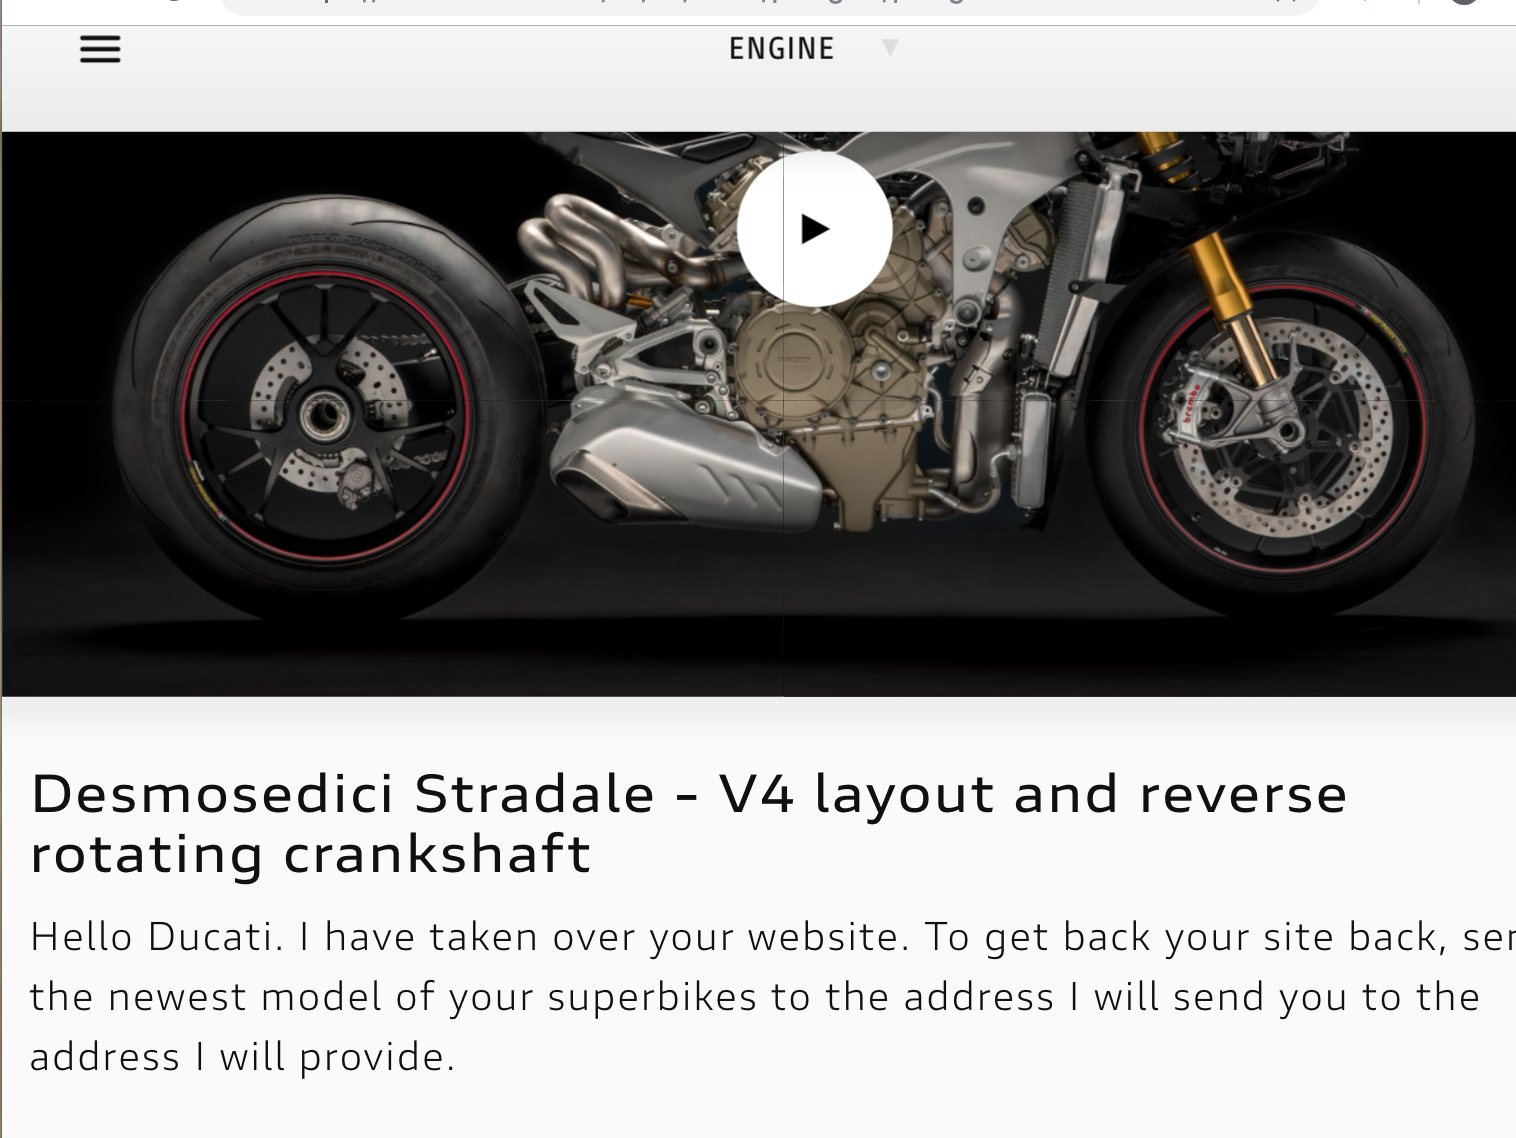 ENGINE
DUCATI
brembo
Desmosedici Stradale - V4 layout and reverse
rotating crankshaft
Hello Ducati. I have taken over your website. To get back your site back,
the newest model of your superbikes to the address I will send you to the
address I will provide.